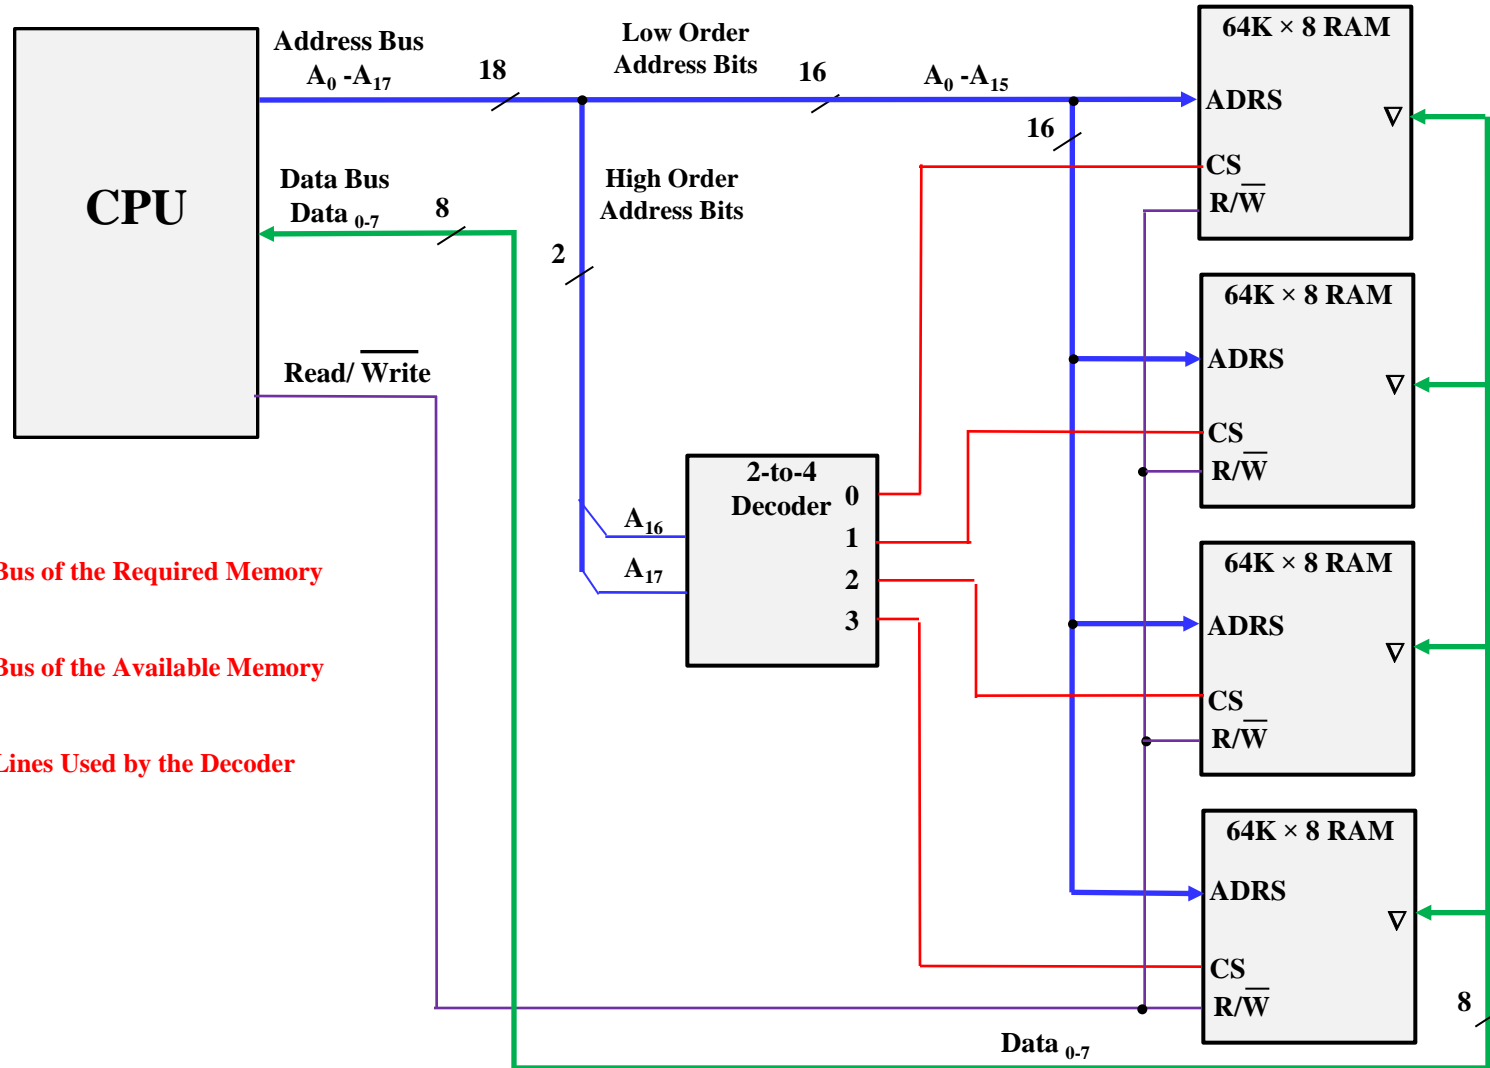 CPU
Address Bus
A₀ -A₁₇
18
Low Order
Address Bits
16
A₀ -A₁₅
16
Data Bus
Data ₀₋₇
8
High Order
Address Bits
2
Read/ W̅r̅i̅t̅e̅
2-to-4
Decoder
0
1
2
3
A₁₆
A₁₇
64K × 8 RAM
ADRS
CS
R/W̅
64K × 8 RAM
ADRS
CS
R/W̅
64K × 8 RAM
ADRS
CS
R/W̅
64K × 8 RAM
ADRS
CS
R/W̅
8
Data ₀₋₇
Bus of the Required Memory
Bus of the Available Memory
Lines Used by the Decoder